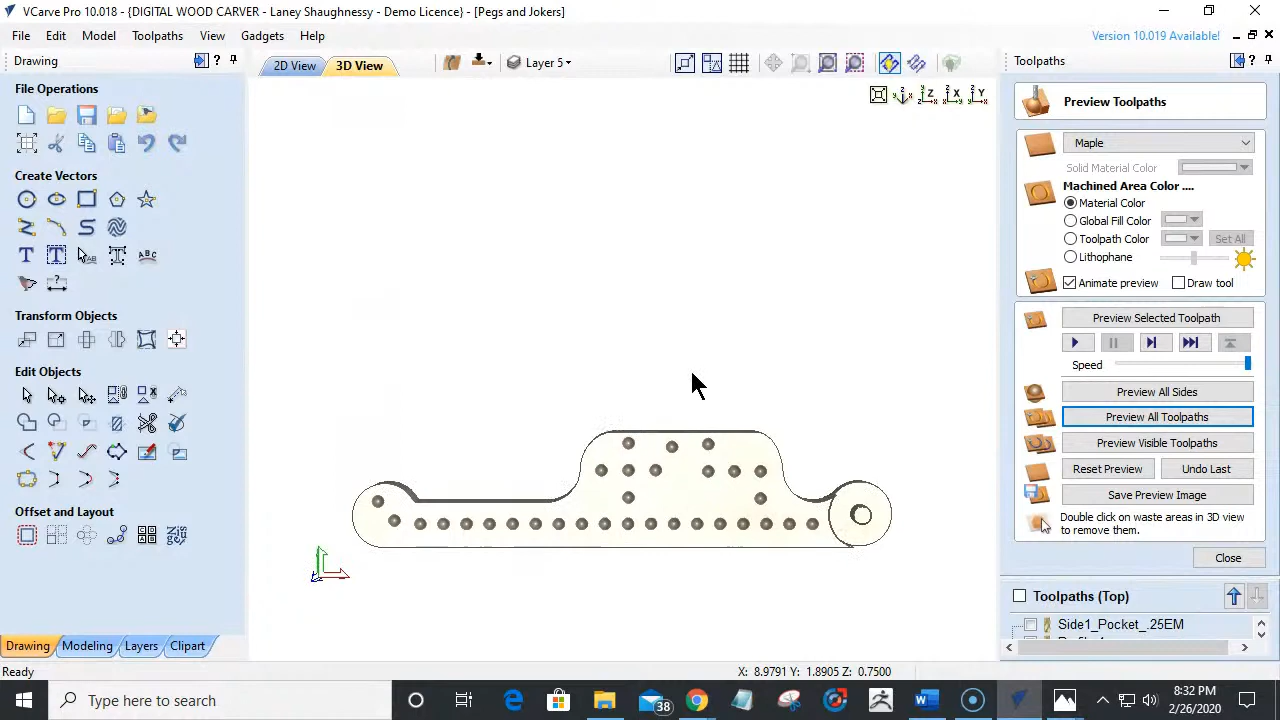 VCarve Pro 10.018 - {DIGITAL WOOD CARVER - Laney Shaughnessy - Demo Licence} - [Pegs and Jokers]
File Edit Model Toolpaths View Gadgets Help
Version 10.019 Available!
Drawing
2D View 3D View
Layer 5
Toolpaths
File Operations
Create Vectors
Transform Objects
Edit Objects
Offset and Layout
Drawing Modeling Layers Clipart
Preview Toolpaths
Maple
Solid Material Color
Machined Area Color ....
Material Color
Global Fill Color
Toolpath Color Set All
Lithophane
Animate preview Draw tool
Preview Selected Toolpath
Speed
Preview All Sides
Preview All Toolpaths
Preview Visible Toolpaths
Reset Preview Undo Last
Save Preview Image
Double click on waste areas in 3D view
to remove them.
Close
Toolpaths (Top)
Side1_Pocket_.25EM
Ready
X: 8.9791 Y: 1.8905 Z: 0.7500
Type here to search
38
8:32 PM
2/26/2020